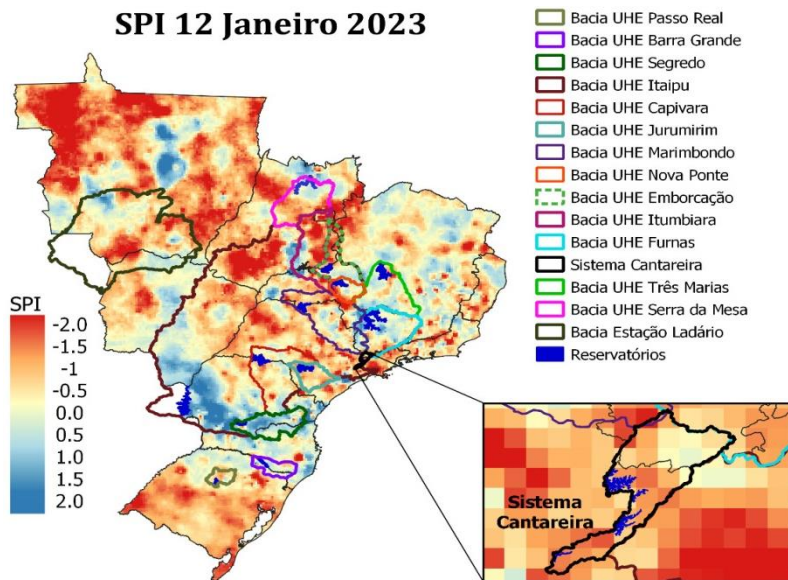 SPI 12 Janeiro 2023
Bacia UHE Passo Real
Bacia UHE Barra Grande
Bacia UHE Segredo
Bacia UHE Itaipu
Bacia UHE Capivara
Bacia UHE Jurumirim
Bacia UHE Marimbondo
Bacia UHE Nova Ponte
Bacia UHE Emborcação
Bacia UHE Itumbiara
Bacia UHE Furnas
Sistema Cantareira
Bacia UHE Três Marias
Bacia UHE Serra da Mesa
Bacia Estação Ladário
Reservatórios
SPI
-2.0
-1.5
-1.0
-0.5
0.0
0.5
1.0
1.5
2.0
Sistema
Cantareira